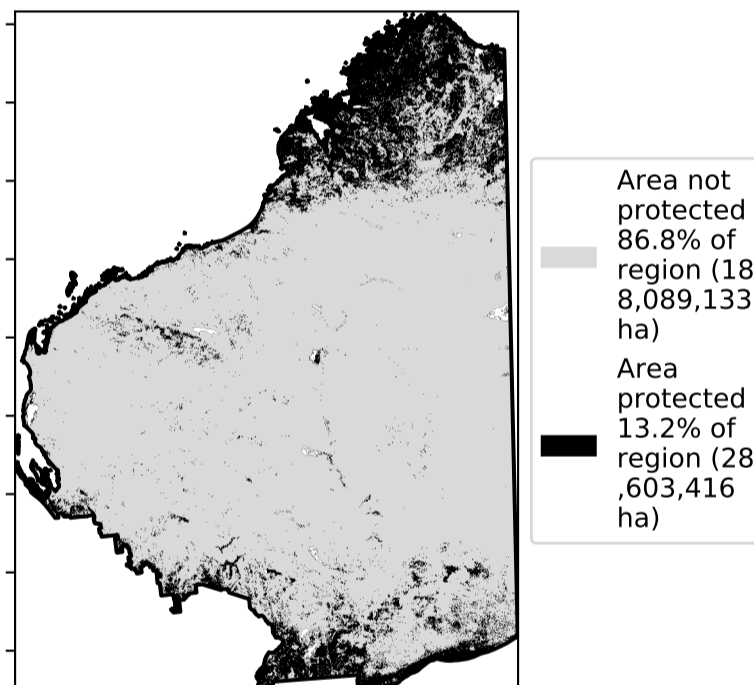 Area not
protected
86.8% of
region (18
8,089,133
ha)
Area
protected
13.2% of
region (28
,603,416
ha)